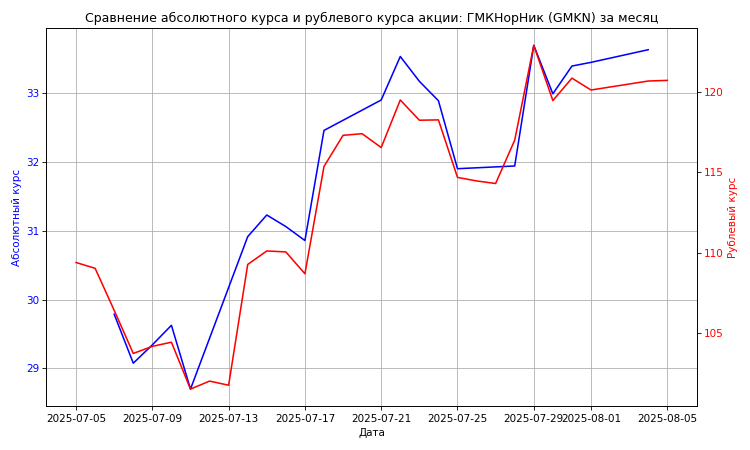 Сравнение абсолютного курса и рублевого курса акции: ГМКНорНик (GMKN) за месяц
33
32
31
30
29
Абсолютный курс
120
115
110
105
Рублевый курс
2025-07-05 2025-07-09 2025-07-13 2025-07-17 2025-07-21 2025-07-25 2025-07-29 2025-08-01 2025-08-05
Дата